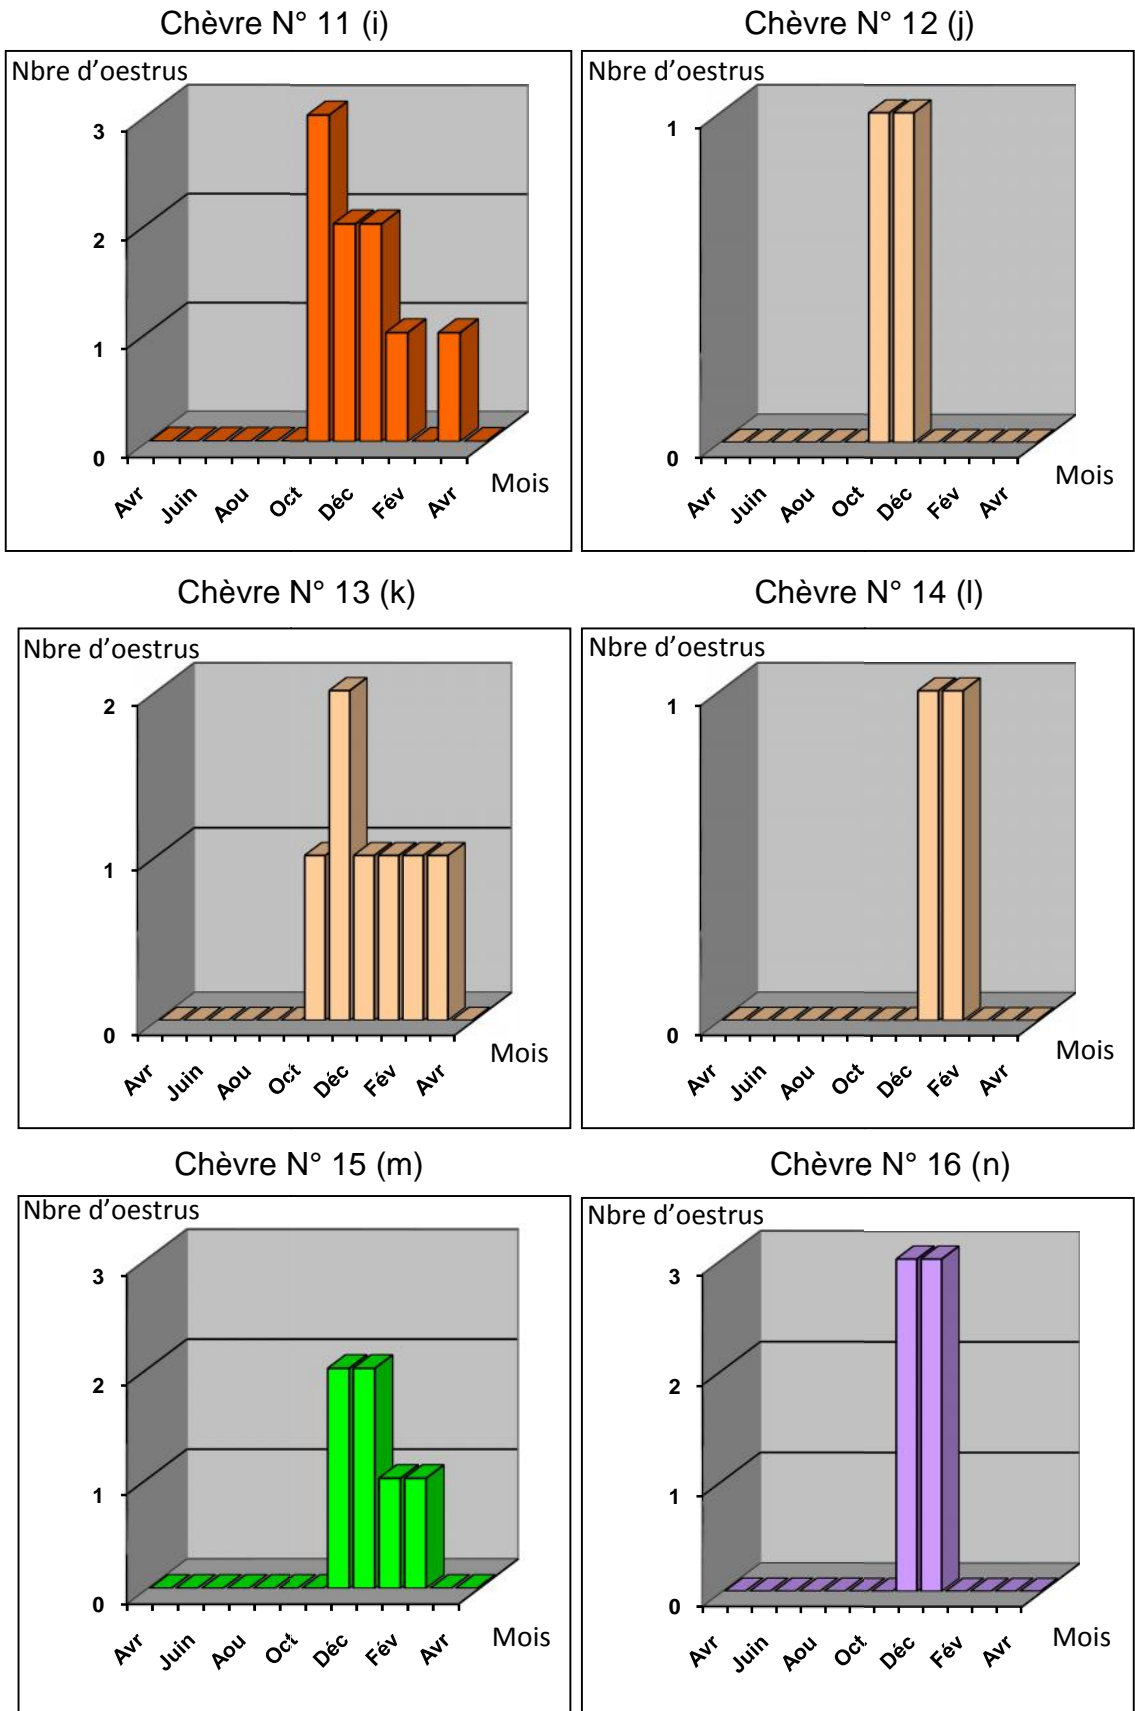 Chèvre N° 11 (i)
Nbre d'oestrus
3
2
1
0
Avr Juin Aou Oct Déc Fév Avr
Mois
Chèvre N° 12 (j)
Nbre d'oestrus
1
0
Avr Juin Aou Oct Déc Fév Avr
Mois
Chèvre N° 13 (k)
Nbre d'oestrus
2
1
0
Avr Juin Aou Oct Déc Fév Avr
Mois
Chèvre N° 14 (l)
Nbre d'oestrus
1
0
Avr Juin Aou Oct Déc Fév Avr
Mois
Chèvre N° 15 (m)
Nbre d'oestrus
3
2
1
0
Avr Juin Aou Oct Déc Fév Avr
Mois
Chèvre N° 16 (n)
Nbre d'oestrus
3
2
1
0
Avr Juin Aou Oct Déc Fév Avr
Mois